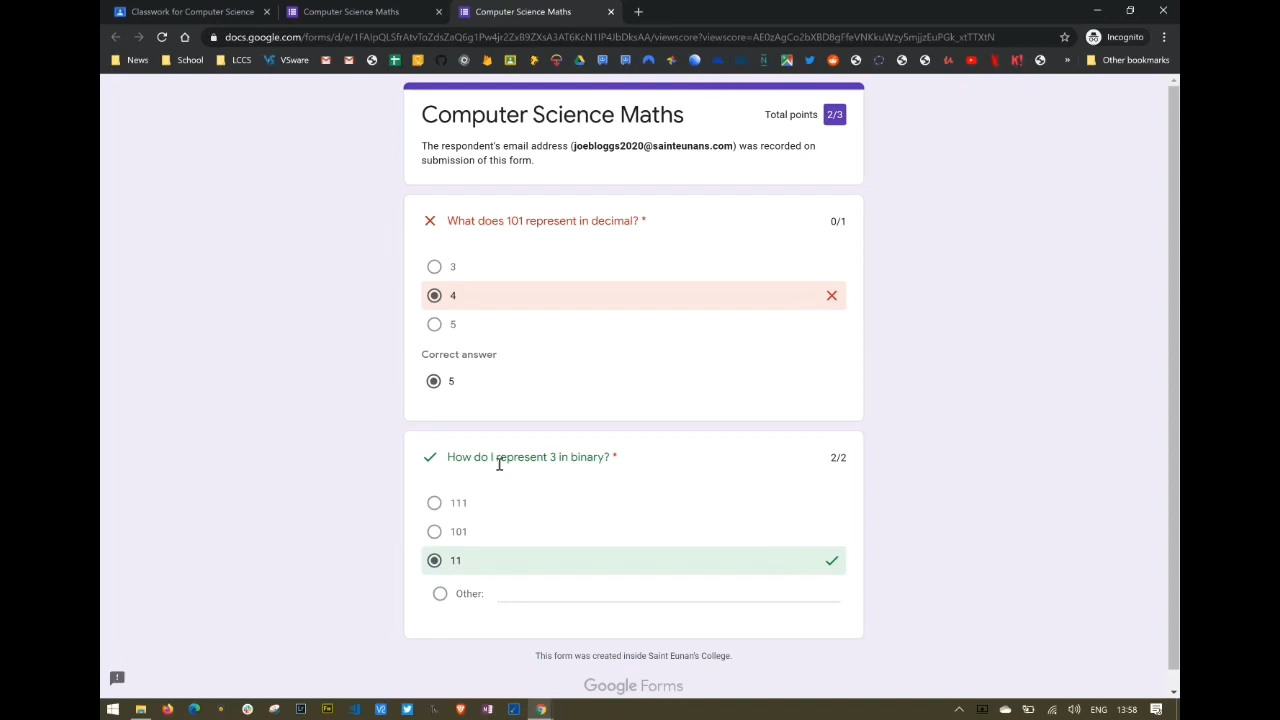 Classwork for Computer Science
Computer Science Maths
Computer Science Maths
Incognito
News
School
LCCS
VSware
Other bookmarks
Computer Science Maths
Total points 2/3
The respondent's email address (joebloggs2020@sainteunans.com) was recorded on
submission of this form.
What does 101 represent in decimal? *
0/1
3
4
5
Correct answer
5
How do I represent 3 in binary? *
2/2
111
101
11
Other:
This form was created inside Saint Eunan's College.
Google Forms
ENG
13:58